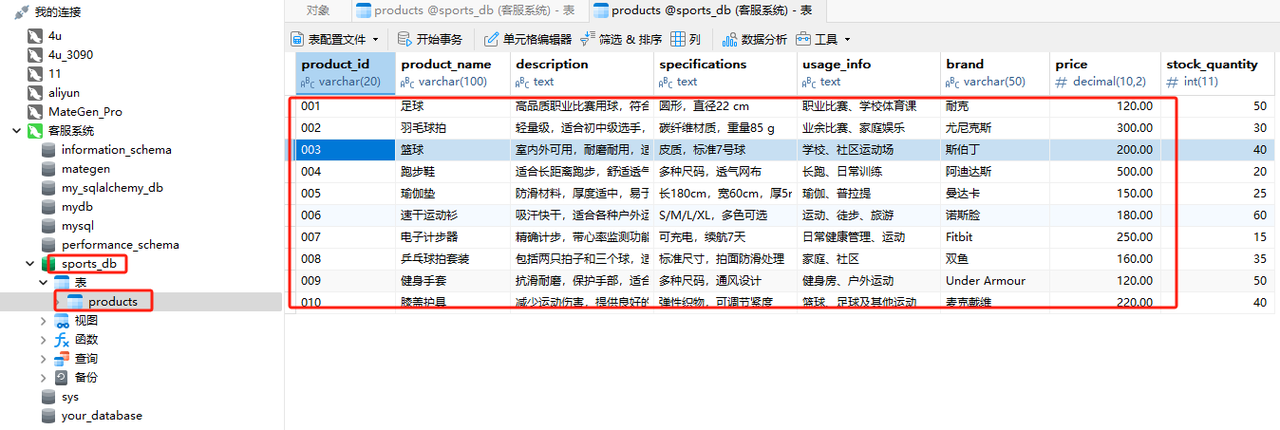 我的连接
4u
4u_3090
11
aliyun
MateGen_Pro
客服系统
information_schema
mategen
my_sqlalchemy_db
mydb
mysql
performance_schema
sports_db
表
products
视图
函数
查询
备份
sys
your_database
对象 products @sports_db (客服系统) - 表 products @sports_db (客服系统) - 表
表配置文件 开始事务 单元格编辑器 筛选 & 排序 列 数据分析 工具
product_id product_name description specifications usage_info brand price stock_quantity
ABC varchar(20) ABC varchar(100) ABC text ABC text ABC text ABC varchar(50) # decimal(10,2) # int(11)
001 足球 高品质职业比赛用球，符合 圆形，直径22 cm 职业比赛、学校体育课 耐克 120.00 50
002 羽毛球拍 轻量级，适合初中级选手， 碳纤维材质，重量85 g 业余比赛、家庭娱乐 尤尼克斯 300.00 30
003 篮球 室内外可用，耐磨耐用，适 皮质，标准7号球 学校、社区运动场 斯伯丁 200.00 40
004 跑步鞋 适合长距离跑步，舒适透气 多种尺码，透气网布 长跑、日常训练 阿迪达斯 500.00 20
005 瑜伽垫 防滑材料，厚度适中，易于 长180cm，宽60cm，厚5m 瑜伽、普拉提 曼达卡 150.00 25
006 速干运动衫 吸汗快干，适合各种户外运 S/M/L/XL，多色可选 运动、徒步、旅游 诺斯脸 180.00 60
007 电子计步器 精确计步，带心率监测功能 可充电，续航7天 日常健康管理、运动 Fitbit 250.00 15
008 乒乓球拍套装 包括两只拍子和三个球，适 标准尺寸，拍面防滑处理 家庭、社区 双鱼 160.00 35
009 健身手套 抗滑耐磨，保护手部，适合 多种尺码，通风设计 健身房、户外运动 Under Armour 120.00 50
010 膝盖护具 减少运动伤害，提供良好的 弹性织物，可调节紧度 篮球、足球及其他运动 麦克戴维 220.00 40